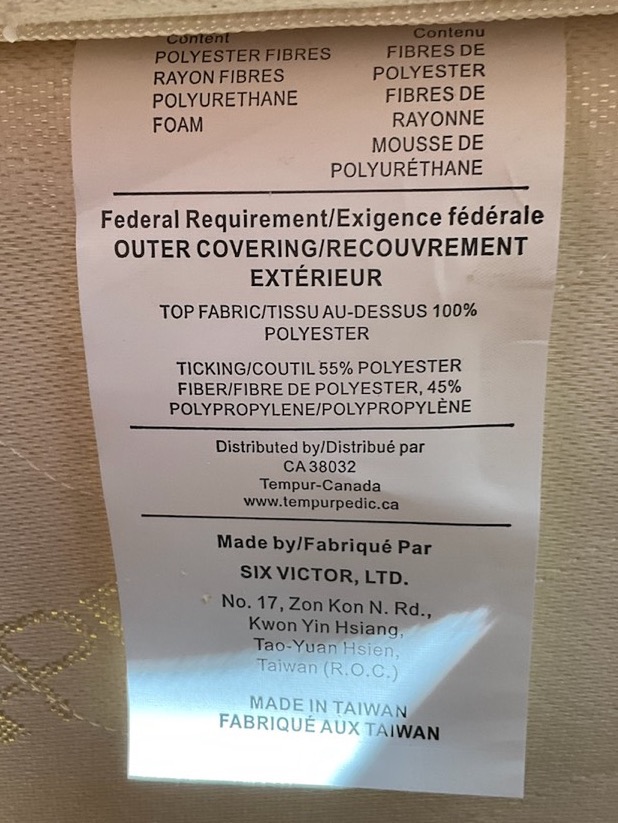 Content
POLYESTER FIBRES
RAYON FIBRES
POLYURETHANE
FOAM
Contenu
FIBRES DE
POLYESTER
FIBRES DE
RAYONNE
MOUSSE DE
POLYURÉTHANE
Federal Requirement/Exigence fédérale
OUTER COVERING/RECOUVREMENT
EXTÉRIEUR
TOP FABRIC/TISSU AU-DESSUS 100%
POLYESTER
TICKING/COUTIL 55% POLYESTER
FIBER/FIBRE DE POLYESTER, 45%
POLYPROPYLENE/POLYPROPYLÈNE
Distributed by/Distribué par
CA 38032
Tempur-Canada
www.tempurpedic.ca
Made by/Fabriqué Par
SIX VICTOR, LTD.
No. 17, Zon Kon N. Rd.,
Kwon Yin Hsiang,
Tao-Yuan Hsien,
Taiwan (R.O.C.)
MADE IN TAIWAN
FABRIQUÉ AUX TAIWAN